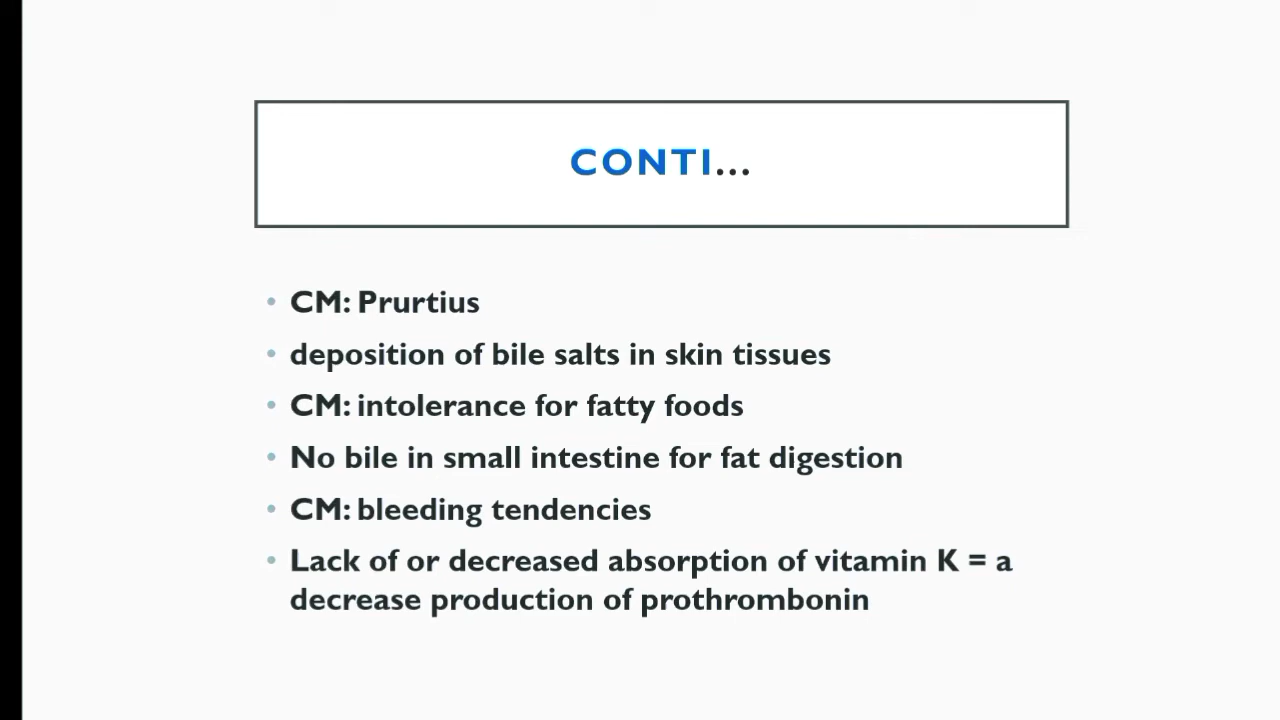 CONTI...
• CM: Prurtius
• deposition of bile salts in skin tissues
• CM: intolerance for fatty foods
• No bile in small intestine for fat digestion
• CM: bleeding tendencies
• Lack of or decreased absorption of vitamin K = a
decrease production of prothrombonin